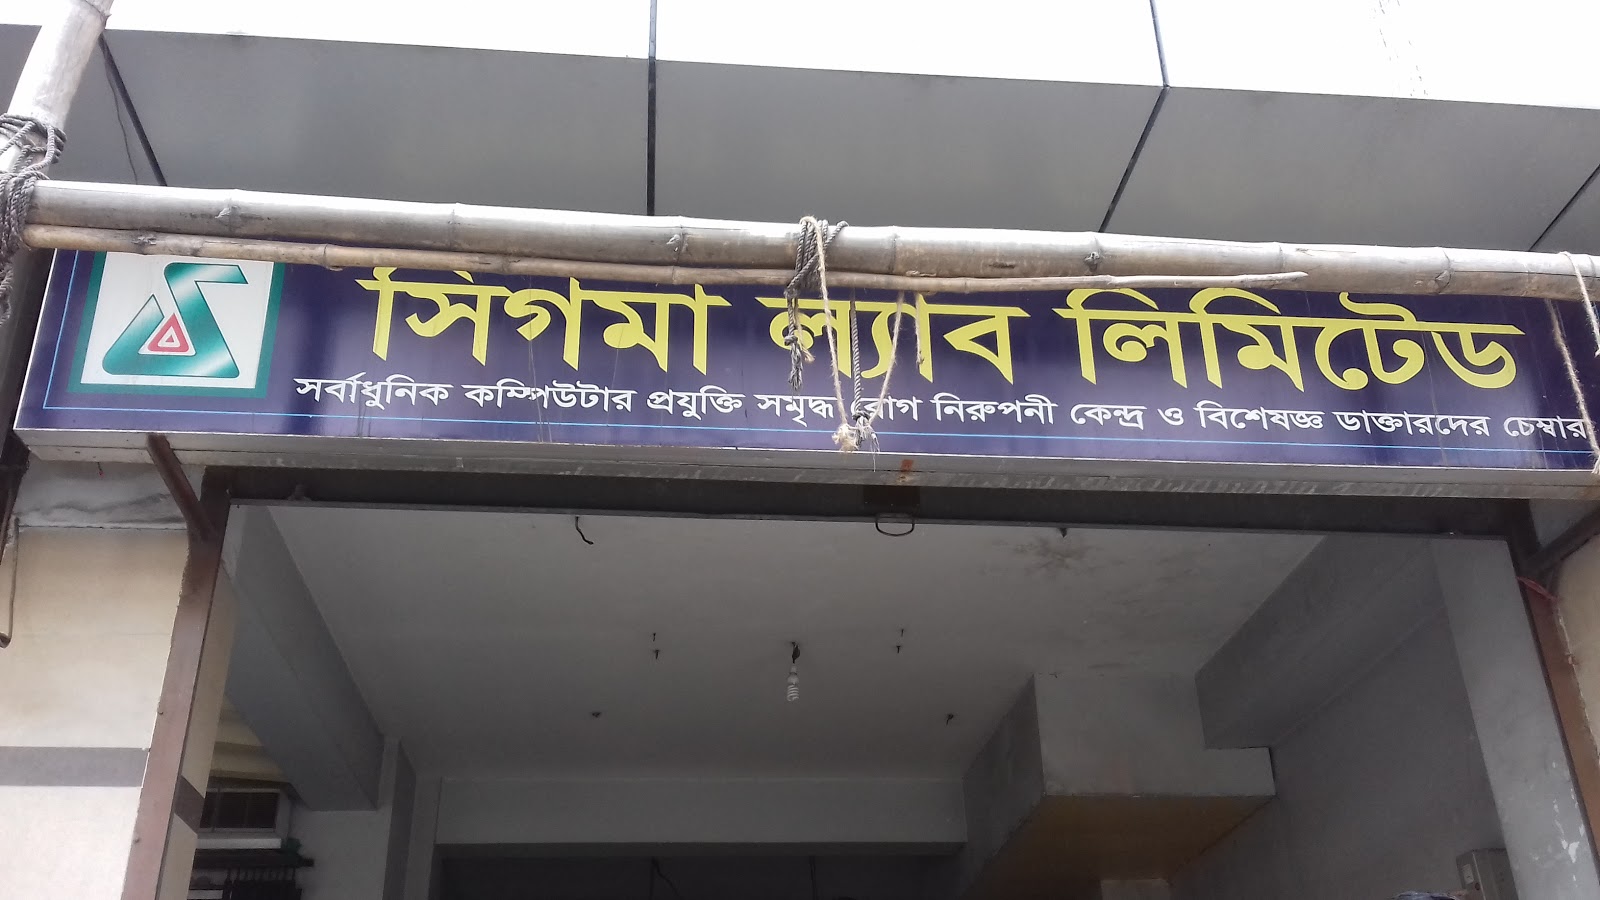 সিগমা ল্যাব লিমিটেড
সর্বাধুনিক কম্পিউটার প্রযুক্তি সমৃদ্ধ রোগ নিরুপনী কেন্দ্র ও বিশেষজ্ঞ ডাক্তারদের চেম্বার